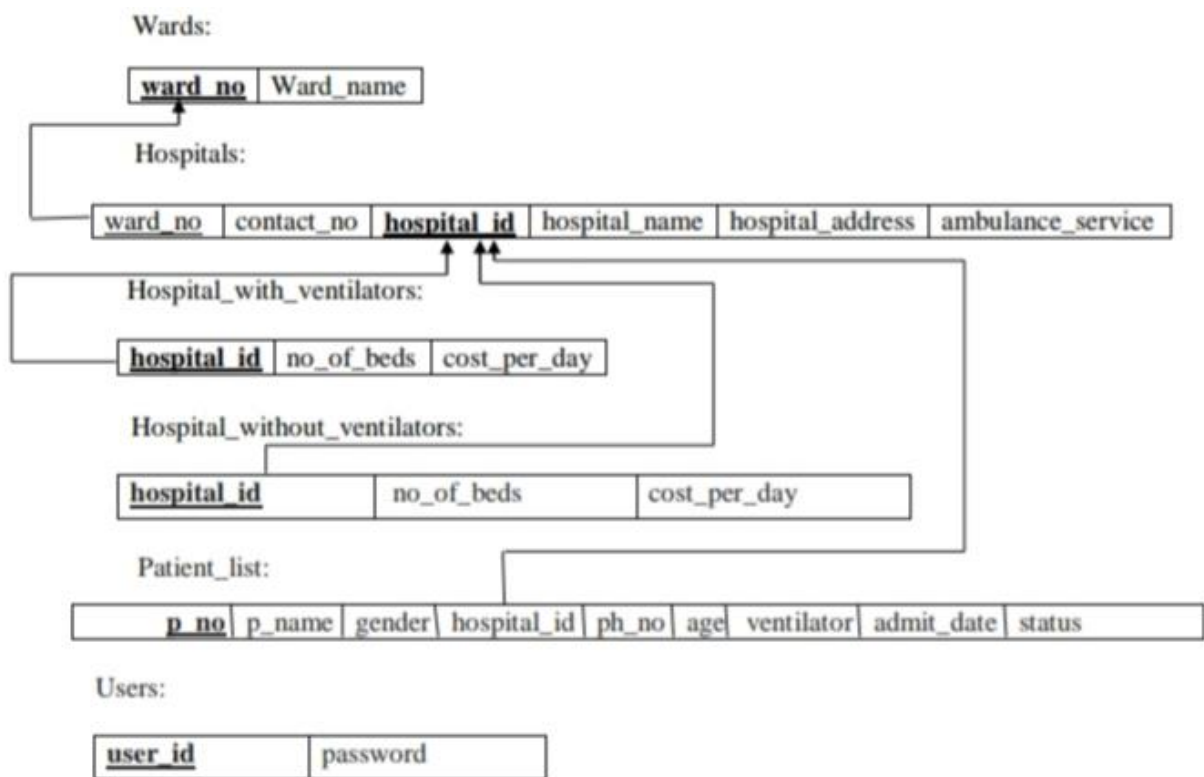 Wards:
ward_no Ward_name
Hospitals:
ward_no contact_no hospital_id hospital_name hospital_address ambulance_service
Hospital_with_ventilators:
hospital_id no_of_beds cost_per_day
Hospital_without_ventilators:
hospital_id no_of_beds cost_per_day
Patient_list:
p_no p_name gender hospital_id ph_no age ventilator admit_date status
Users:
user_id password